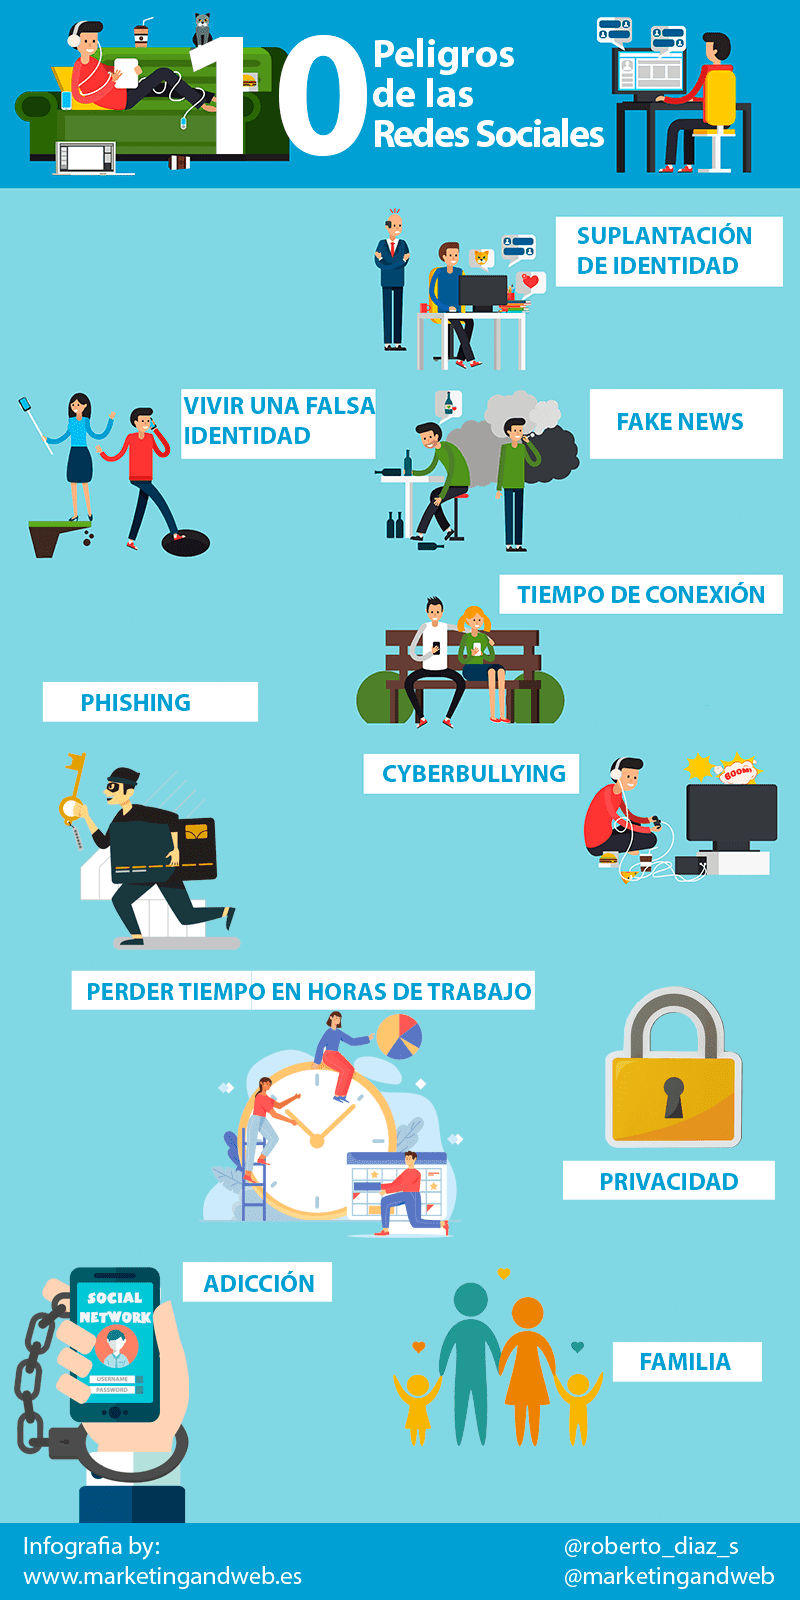 10 Peligros
de las
Redes Sociales
SUPLANTACIÓN
DE IDENTIDAD
VIVIR UNA FALSA
IDENTIDAD
FAKE NEWS
TIEMPO DE CONEXIÓN
PHISHING
CYBERBULLYING
BOOM!
PERDER TIEMPO EN HORAS DE TRABAJO
PRIVACIDAD
ADICCIÓN
SOCIAL
NETWORK
USERNAME
PASSWORD
FAMILIA
Infografia by:
www.marketingandweb.es
@roberto_diaz_s
@marketingandweb